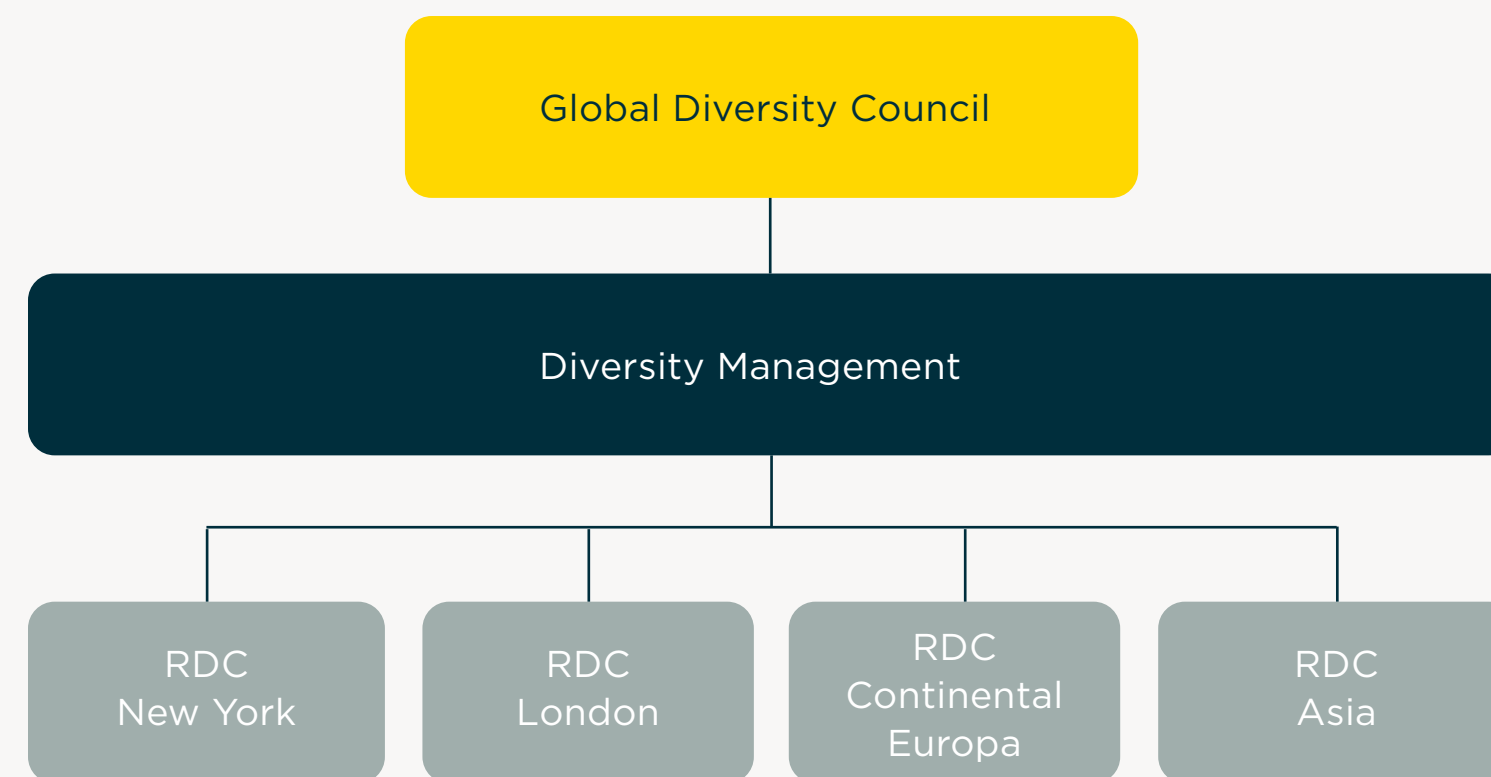 Global Diversity Council
Diversity Management
RDC
New York
RDC
London
RDC
Continental
Europa
RDC
Asia